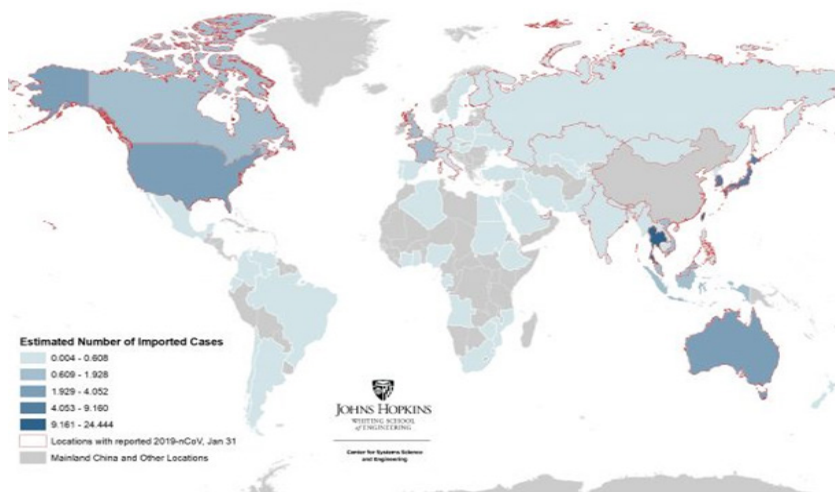 Estimated Number of Imported Cases
0.004 - 0.608
0.609 - 1.928
1.929 - 4.052
4.053 - 9.160
9.161 - 24.444
Locations with reported 2019-nCoV, Jan 31
Mainland China and Other Locations
JOHNS HOPKINS
WHITING SCHOOL
of ENGINEERING
Center for Systems Science
and Engineering